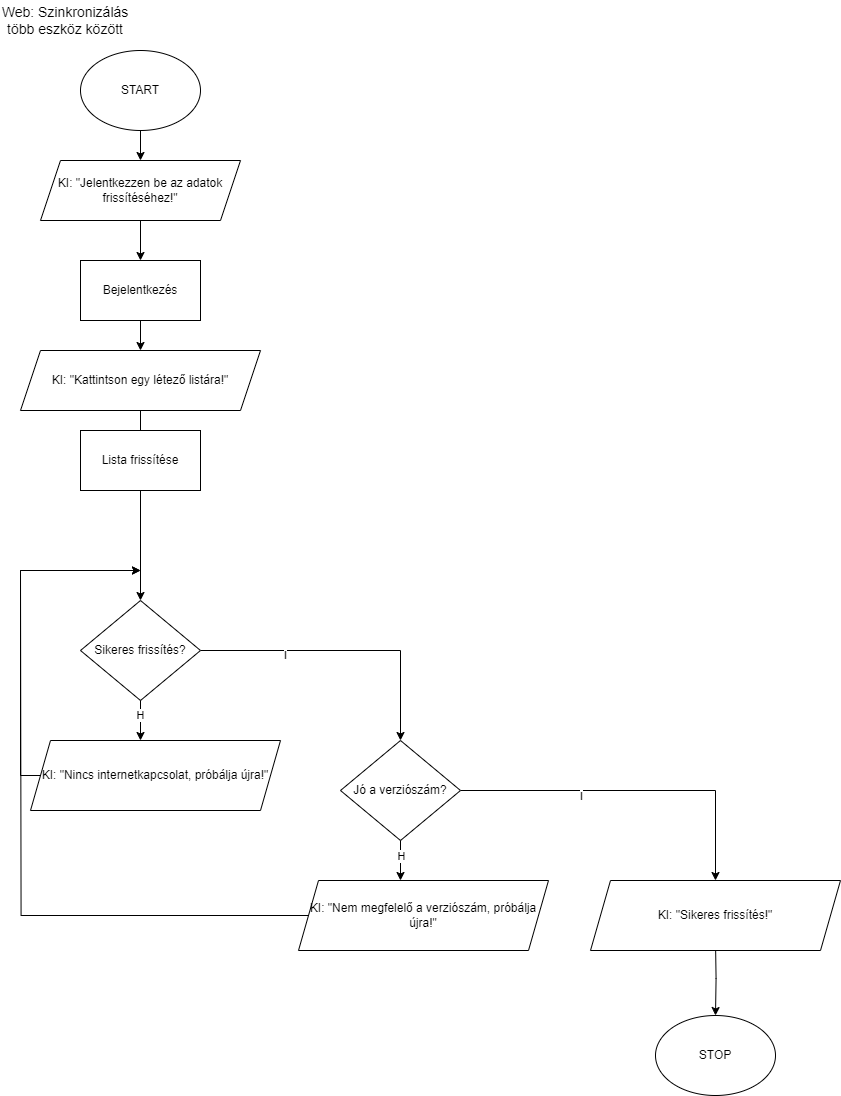 Web: Szinkronizálás
több eszköz között
START
KI: "Jelentkezzen be az adatok
frissítéséhez!"
Bejelentkezés
KI: "Kattintson egy létező listára!"
Lista frissítése
Sikeres frissítés?
I
H
KI: "Nincs internetkapcsolat, próbálja újra!"
Jó a verziószám?
I
H
KI: "Nem megfelelő a verziószám, próbálja
újra!"
KI: "Sikeres frissítés!"
STOP